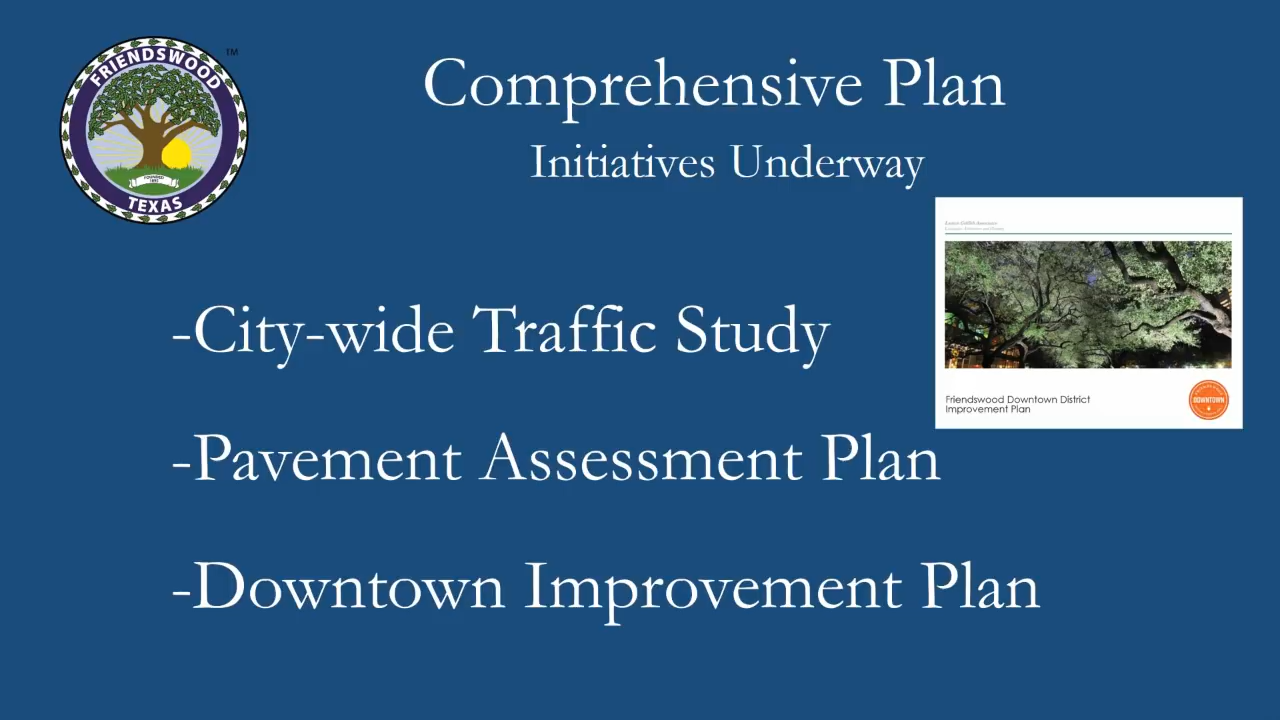 FRIENDSWOOD
TM
TEXAS
Comprehensive Plan
Initiatives Underway
-City-wide Traffic Study
-Pavement Assessment Plan
-Downtown Improvement Plan
Friendswood Downtown District
Improvement Plan
DOWNTOWN